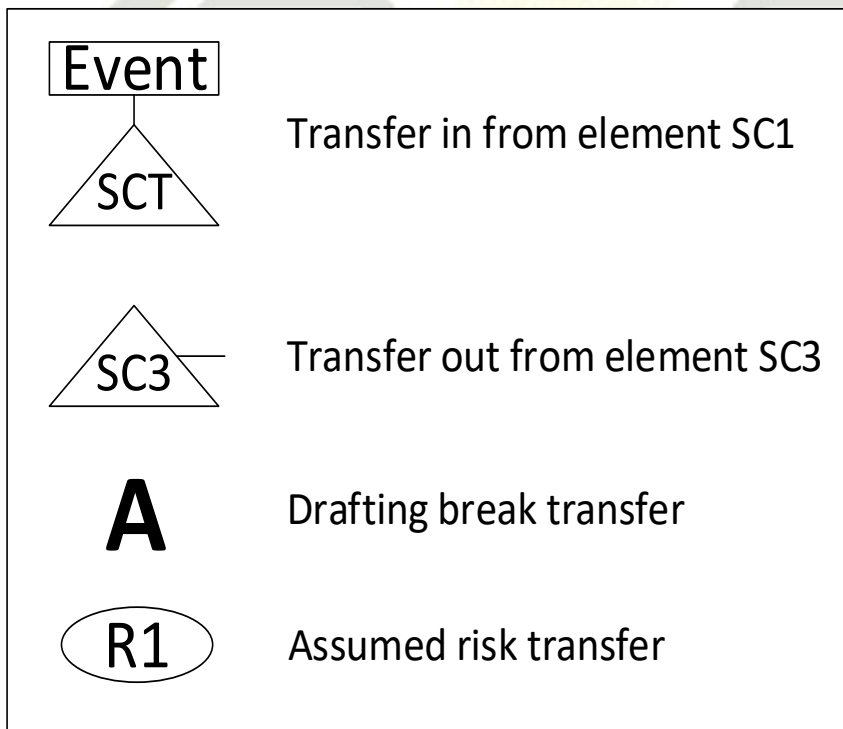 Event
SCT
Transfer in from element SC1
SC3
Transfer out from element SC3
A
Drafting break transfer
R1
Assumed risk transfer